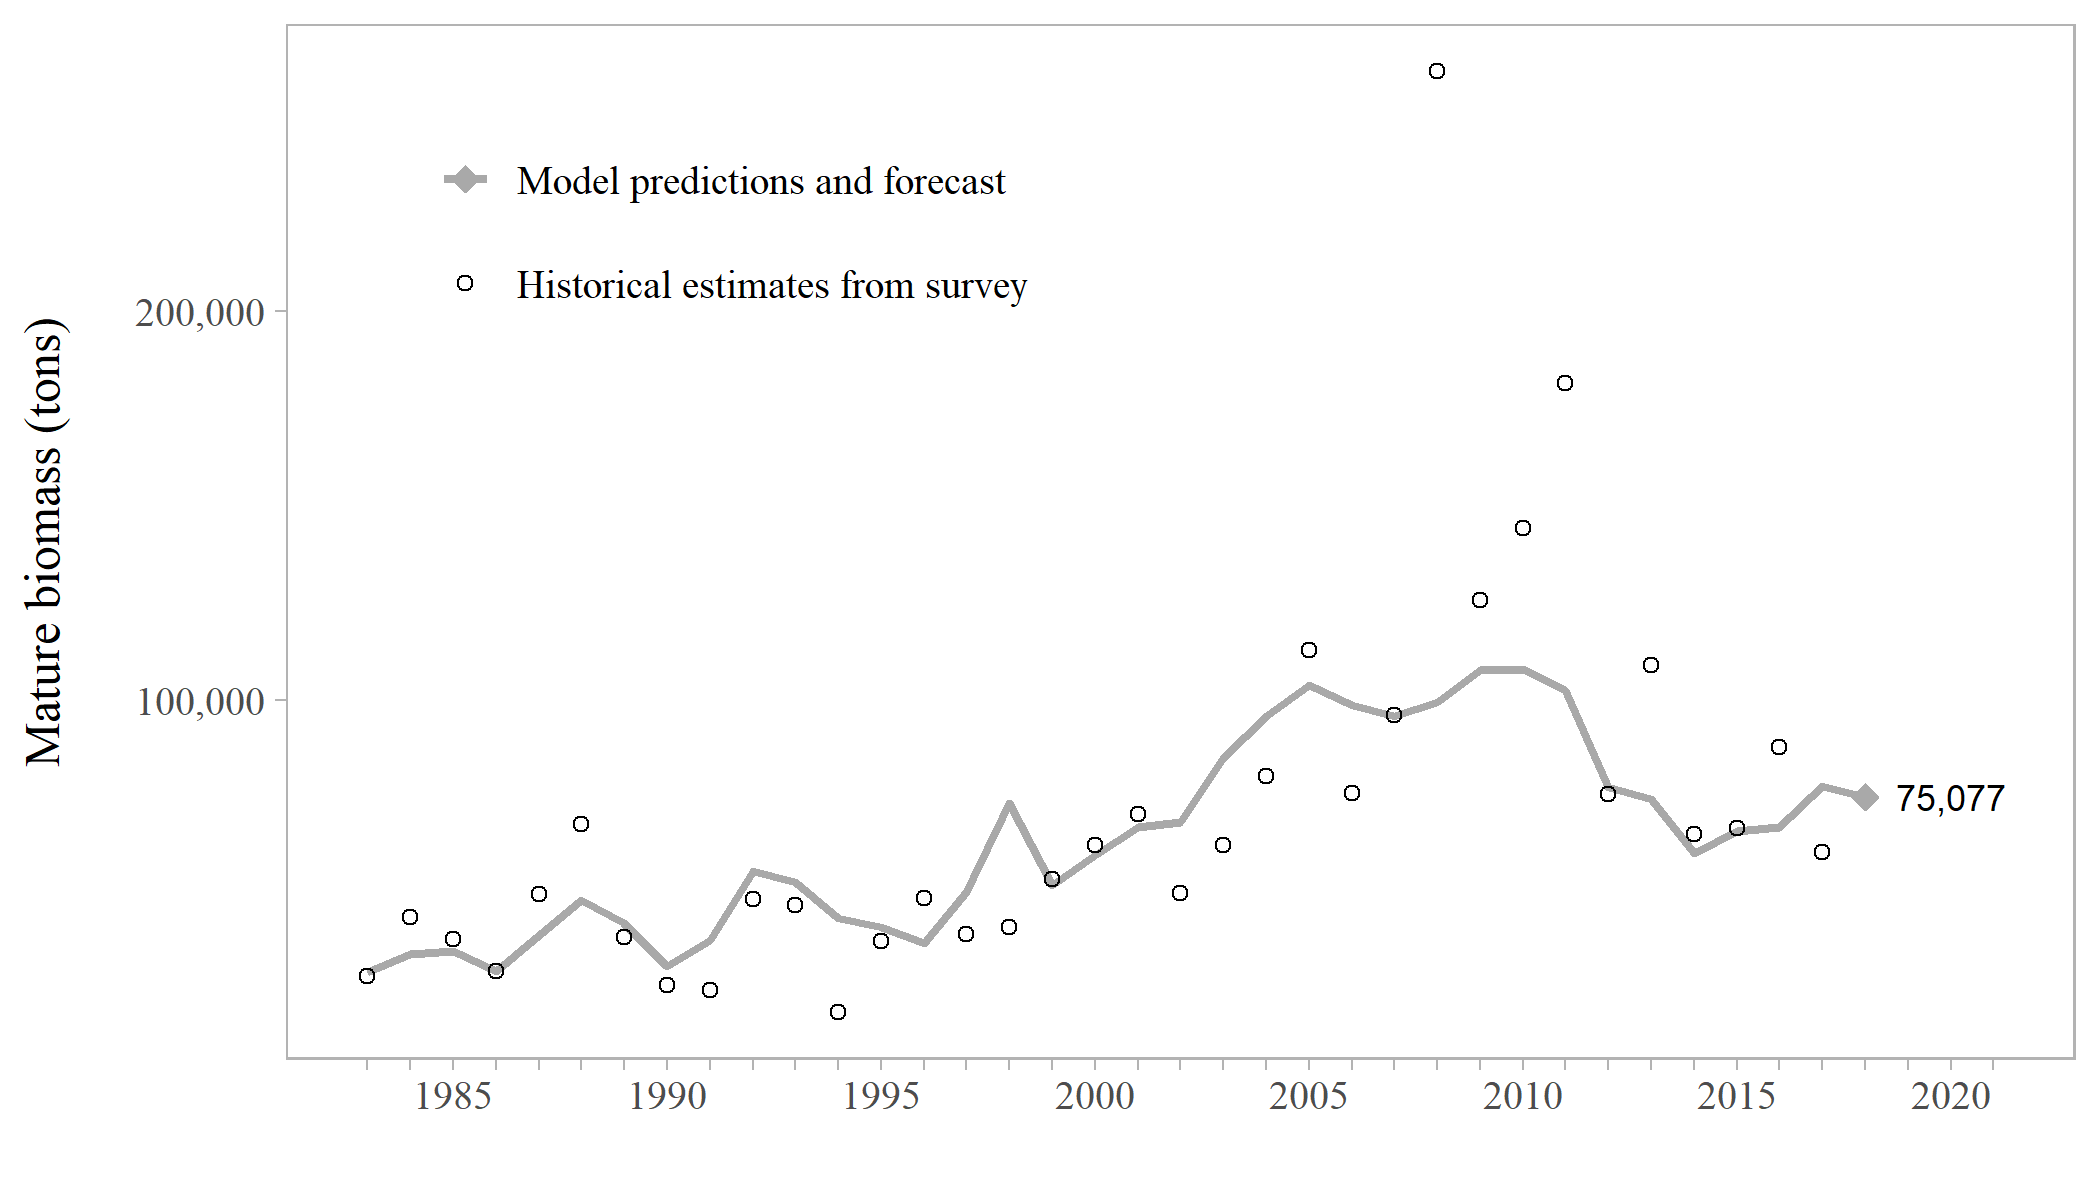 Model predictions and forecast
Historical estimates from survey
Mature biomass (tons)
200,000
100,000
75,077
1985 1990 1995 2000 2005 2010 2015 2020